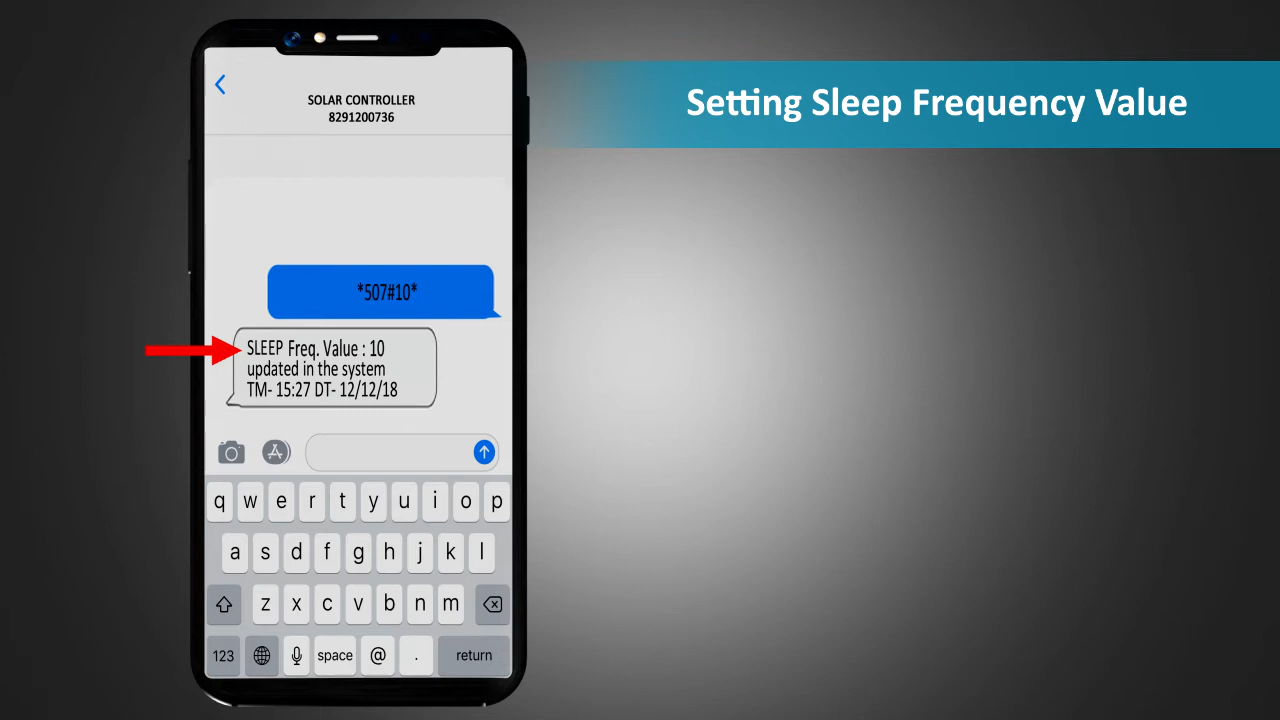 Setting Sleep Frequency Value
SOLAR CONTROLLER
8291200736
*507#10*
SLEEP Freq. Value : 10
updated in the system
TM- 15:27 DT- 12/12/18
q w e r t y u i o p
a s d f g h j k l
z x c v b n m
123 space @ . return